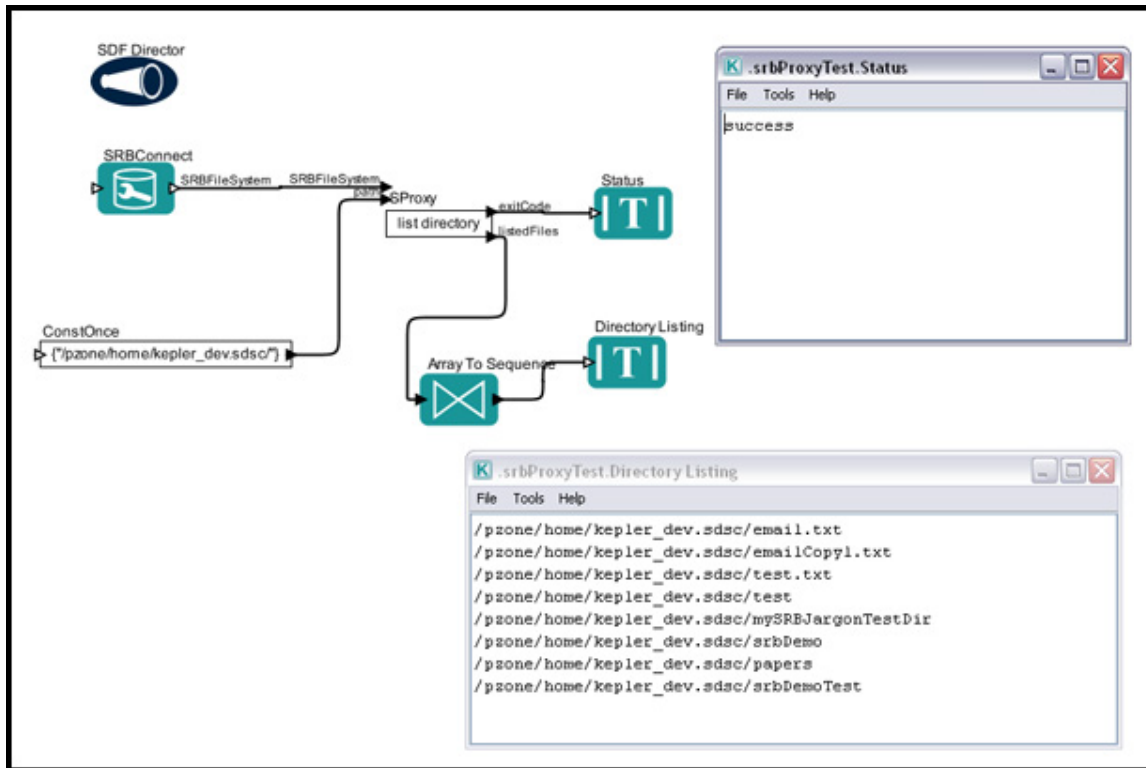 SDF Director
SRBConnect
SRBFileSystem
SRBFileSystem
path
SProxy
list directory
exitCode
listedFiles
Status
T
ConstOnce
{"/pzone/home/kepler_dev.sdsc/"}
Array To Sequence
Directory Listing
T
K .srbProxyTest.Status
File Tools Help
success
K .srbProxyTest.Directory Listing
File Tools Help
/pzone/home/kepler_dev.sdsc/email.txt
/pzone/home/kepler_dev.sdsc/emailCopy1.txt
/pzone/home/kepler_dev.sdsc/test.txt
/pzone/home/kepler_dev.sdsc/test
/pzone/home/kepler_dev.sdsc/mySRBJargonTestDir
/pzone/home/kepler_dev.sdsc/srbDemo
/pzone/home/kepler_dev.sdsc/papers
/pzone/home/kepler_dev.sdsc/srbDemoTest